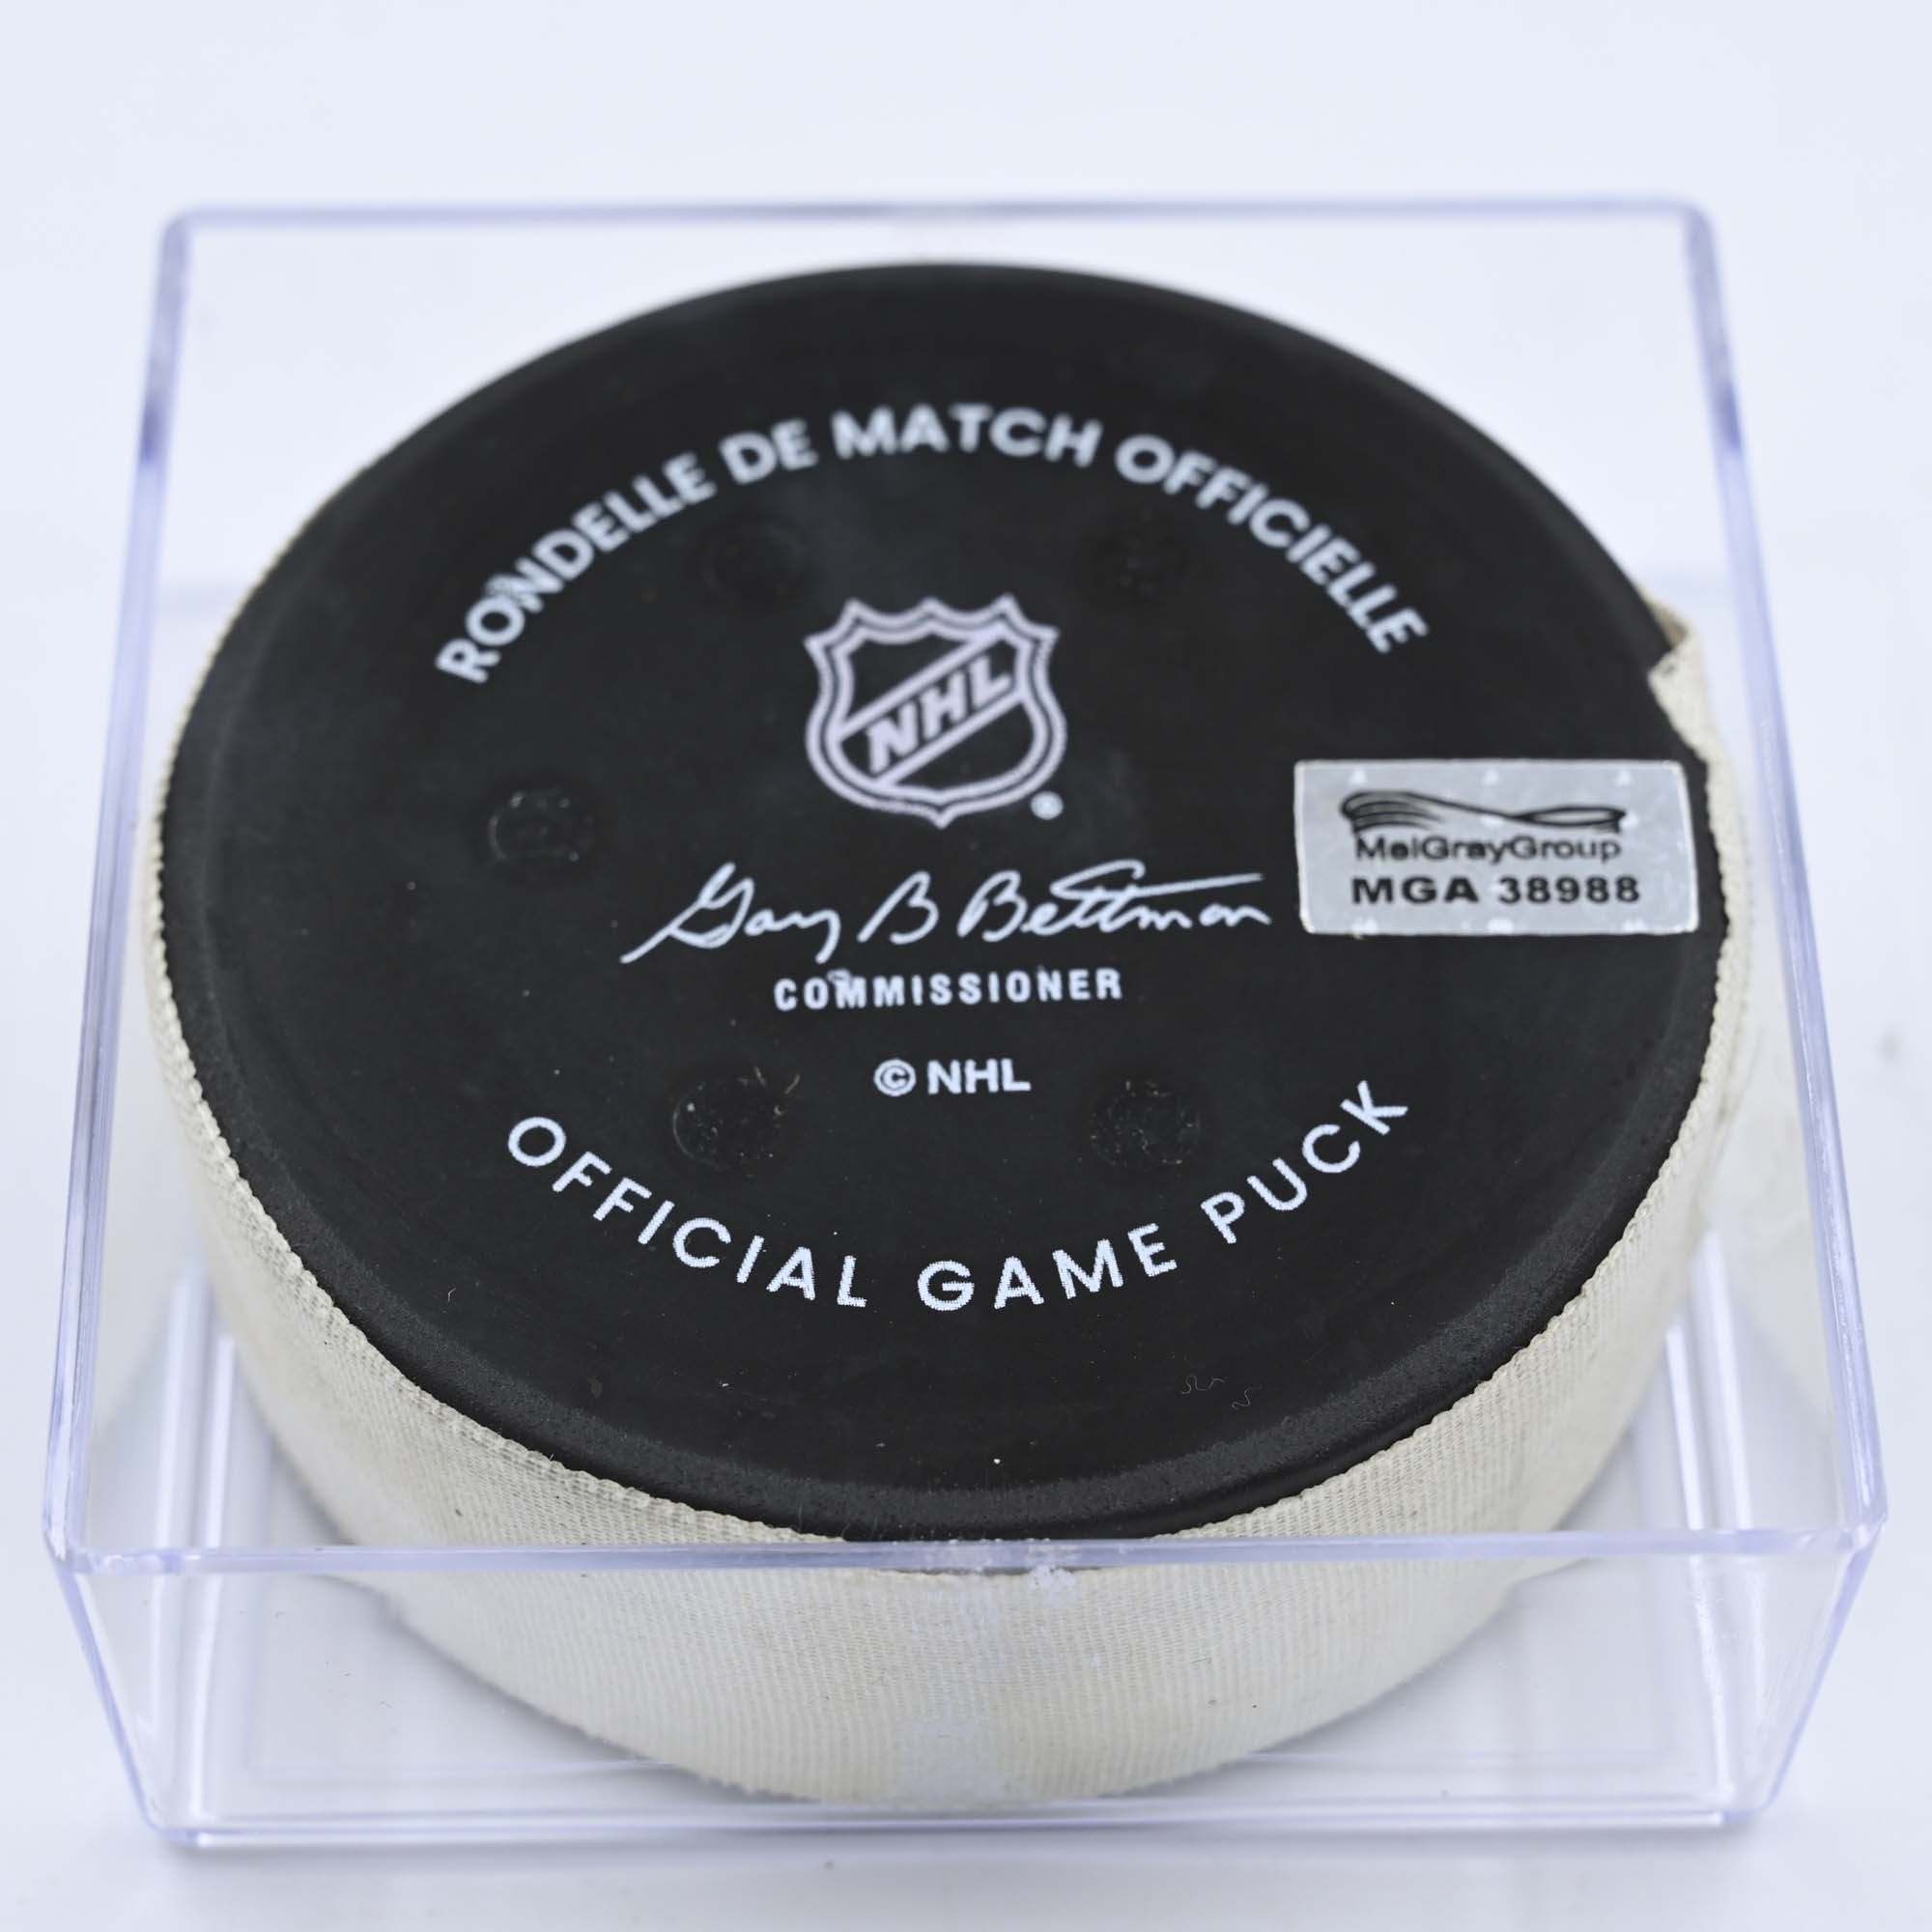 RONDELLE DE MATCH OFFICIELLE
NHL
®
MeiGrayGroup
MGA 38988
Gary B Bettman
COMMISSIONER
© NHL
OFFICIAL GAME PUCK